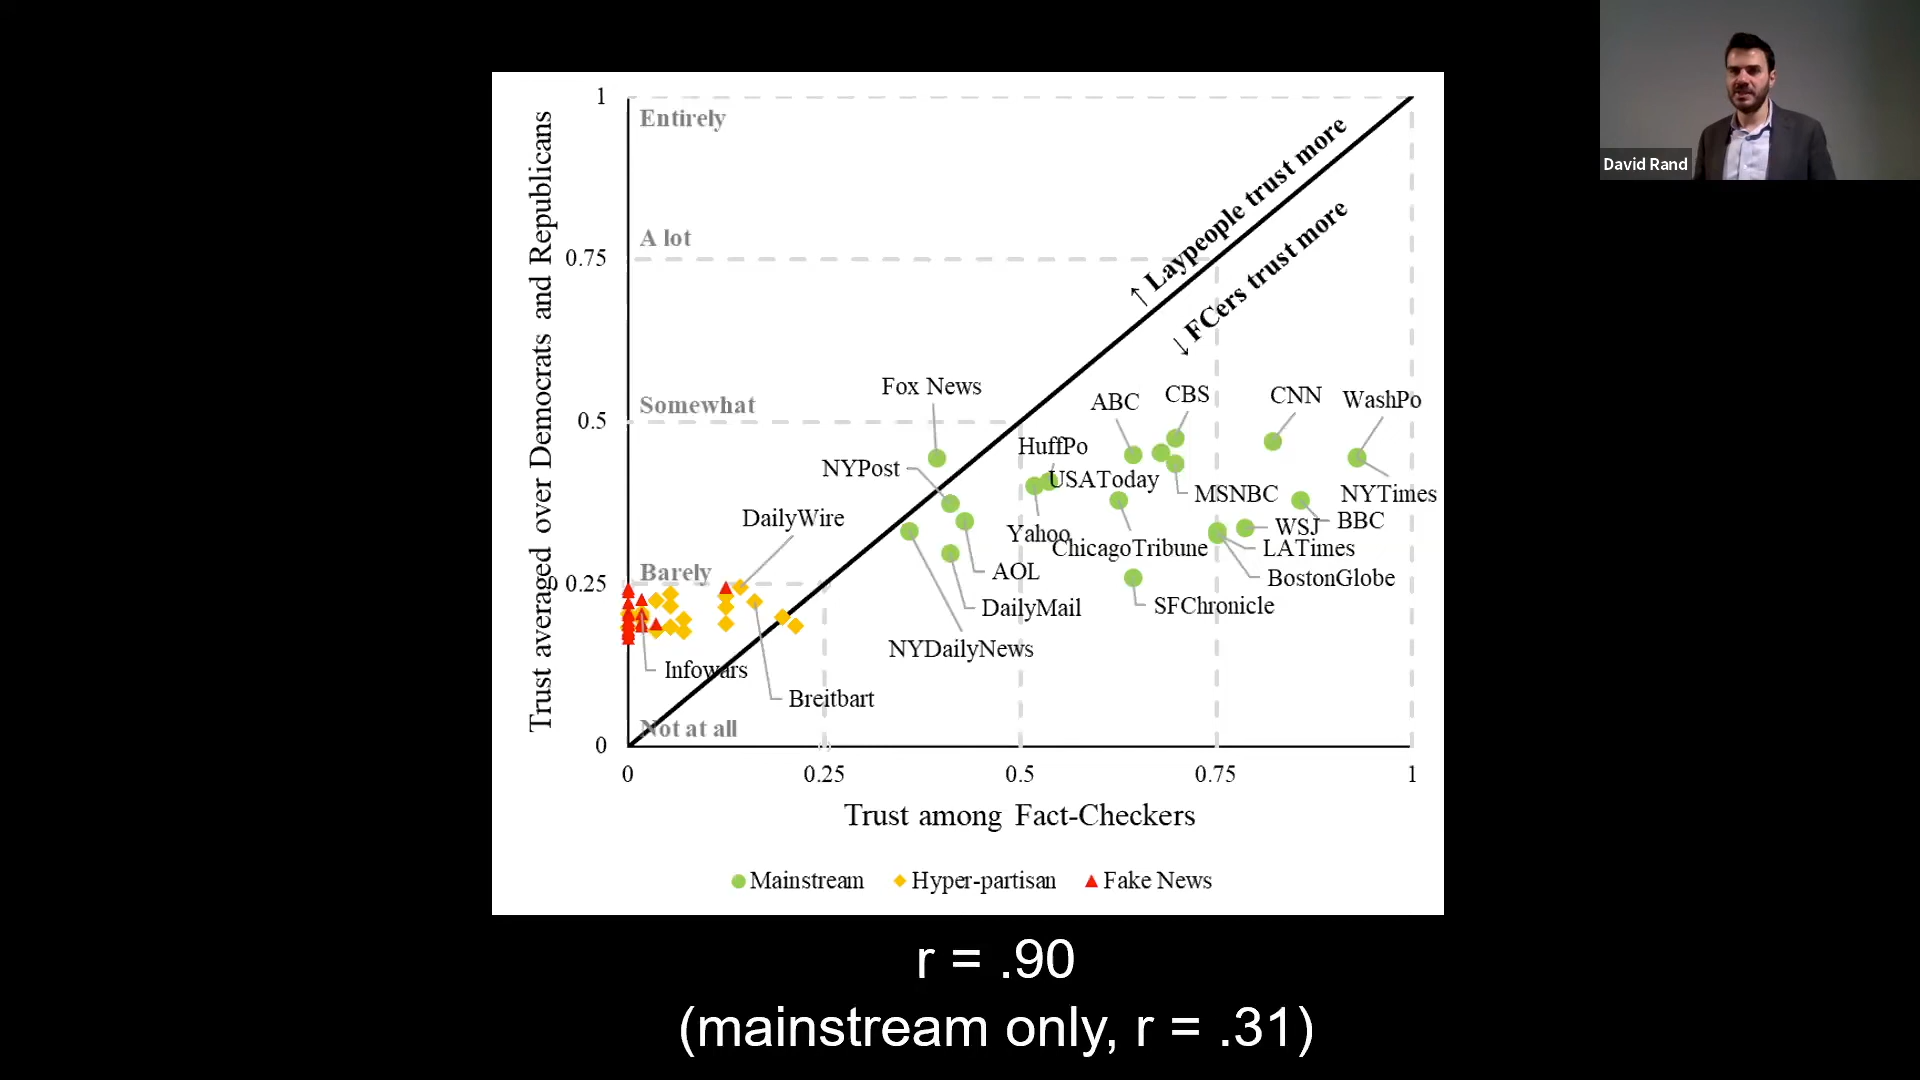 David Rand
1
Entirely
↑ Laypeople trust more
↓ FCers trust more
A lot
0.75
Trust averaged over Democrats and Republicans
Fox News
ABC
CBS
CNN
WashPo
Somewhat
0.5
HuffPo
NYPost
USAToday
MSNBC
NYTimes
DailyWire
BBC
WSJ
Yahoo
ChicagoTribune
LATimes
Barely
0.25
AOL
BostonGlobe
DailyMail
SFChronicle
NYDailyNews
Infowars
Breitbart
Not at all
0
0
0.25
0.5
0.75
1
Trust among Fact-Checkers
Mainstream
Hyper-partisan
Fake News
r = .90
(mainstream only, r = .31)